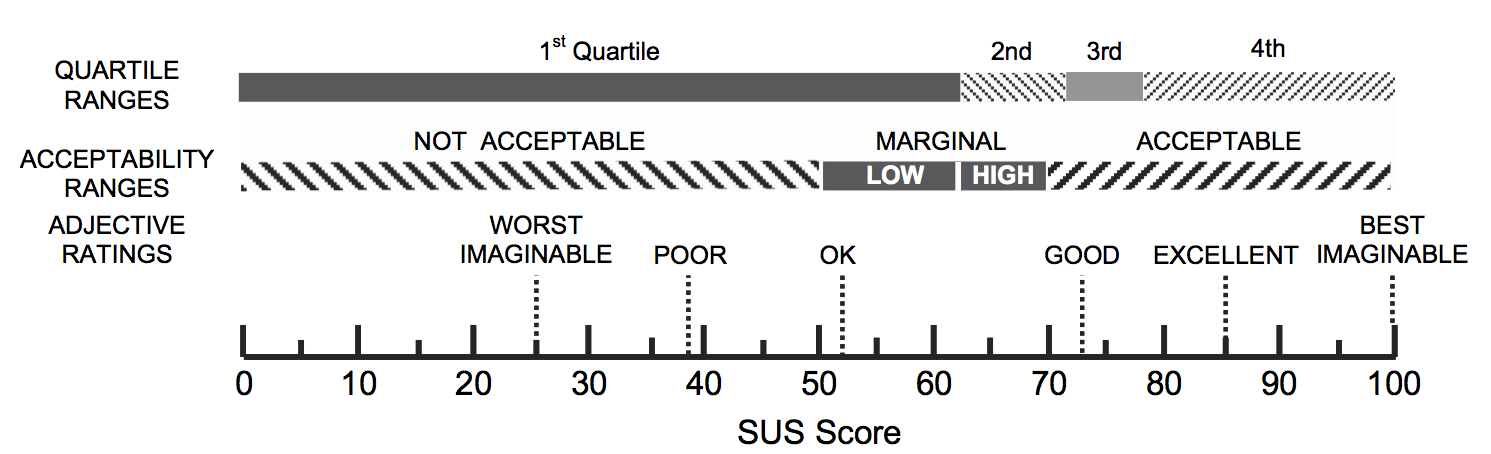 1st Quartile 2nd 3rd 4th
QUARTILE
RANGES
NOT ACCEPTABLE MARGINAL ACCEPTABLE
ACCEPTABILITY
RANGES
LOW HIGH
ADJECTIVE
RATINGS
WORST
IMAGINABLE
POOR
OK
GOOD
EXCELLENT
BEST
IMAGINABLE
0 10 20 30 40 50 60 70 80 90 100
SUS Score